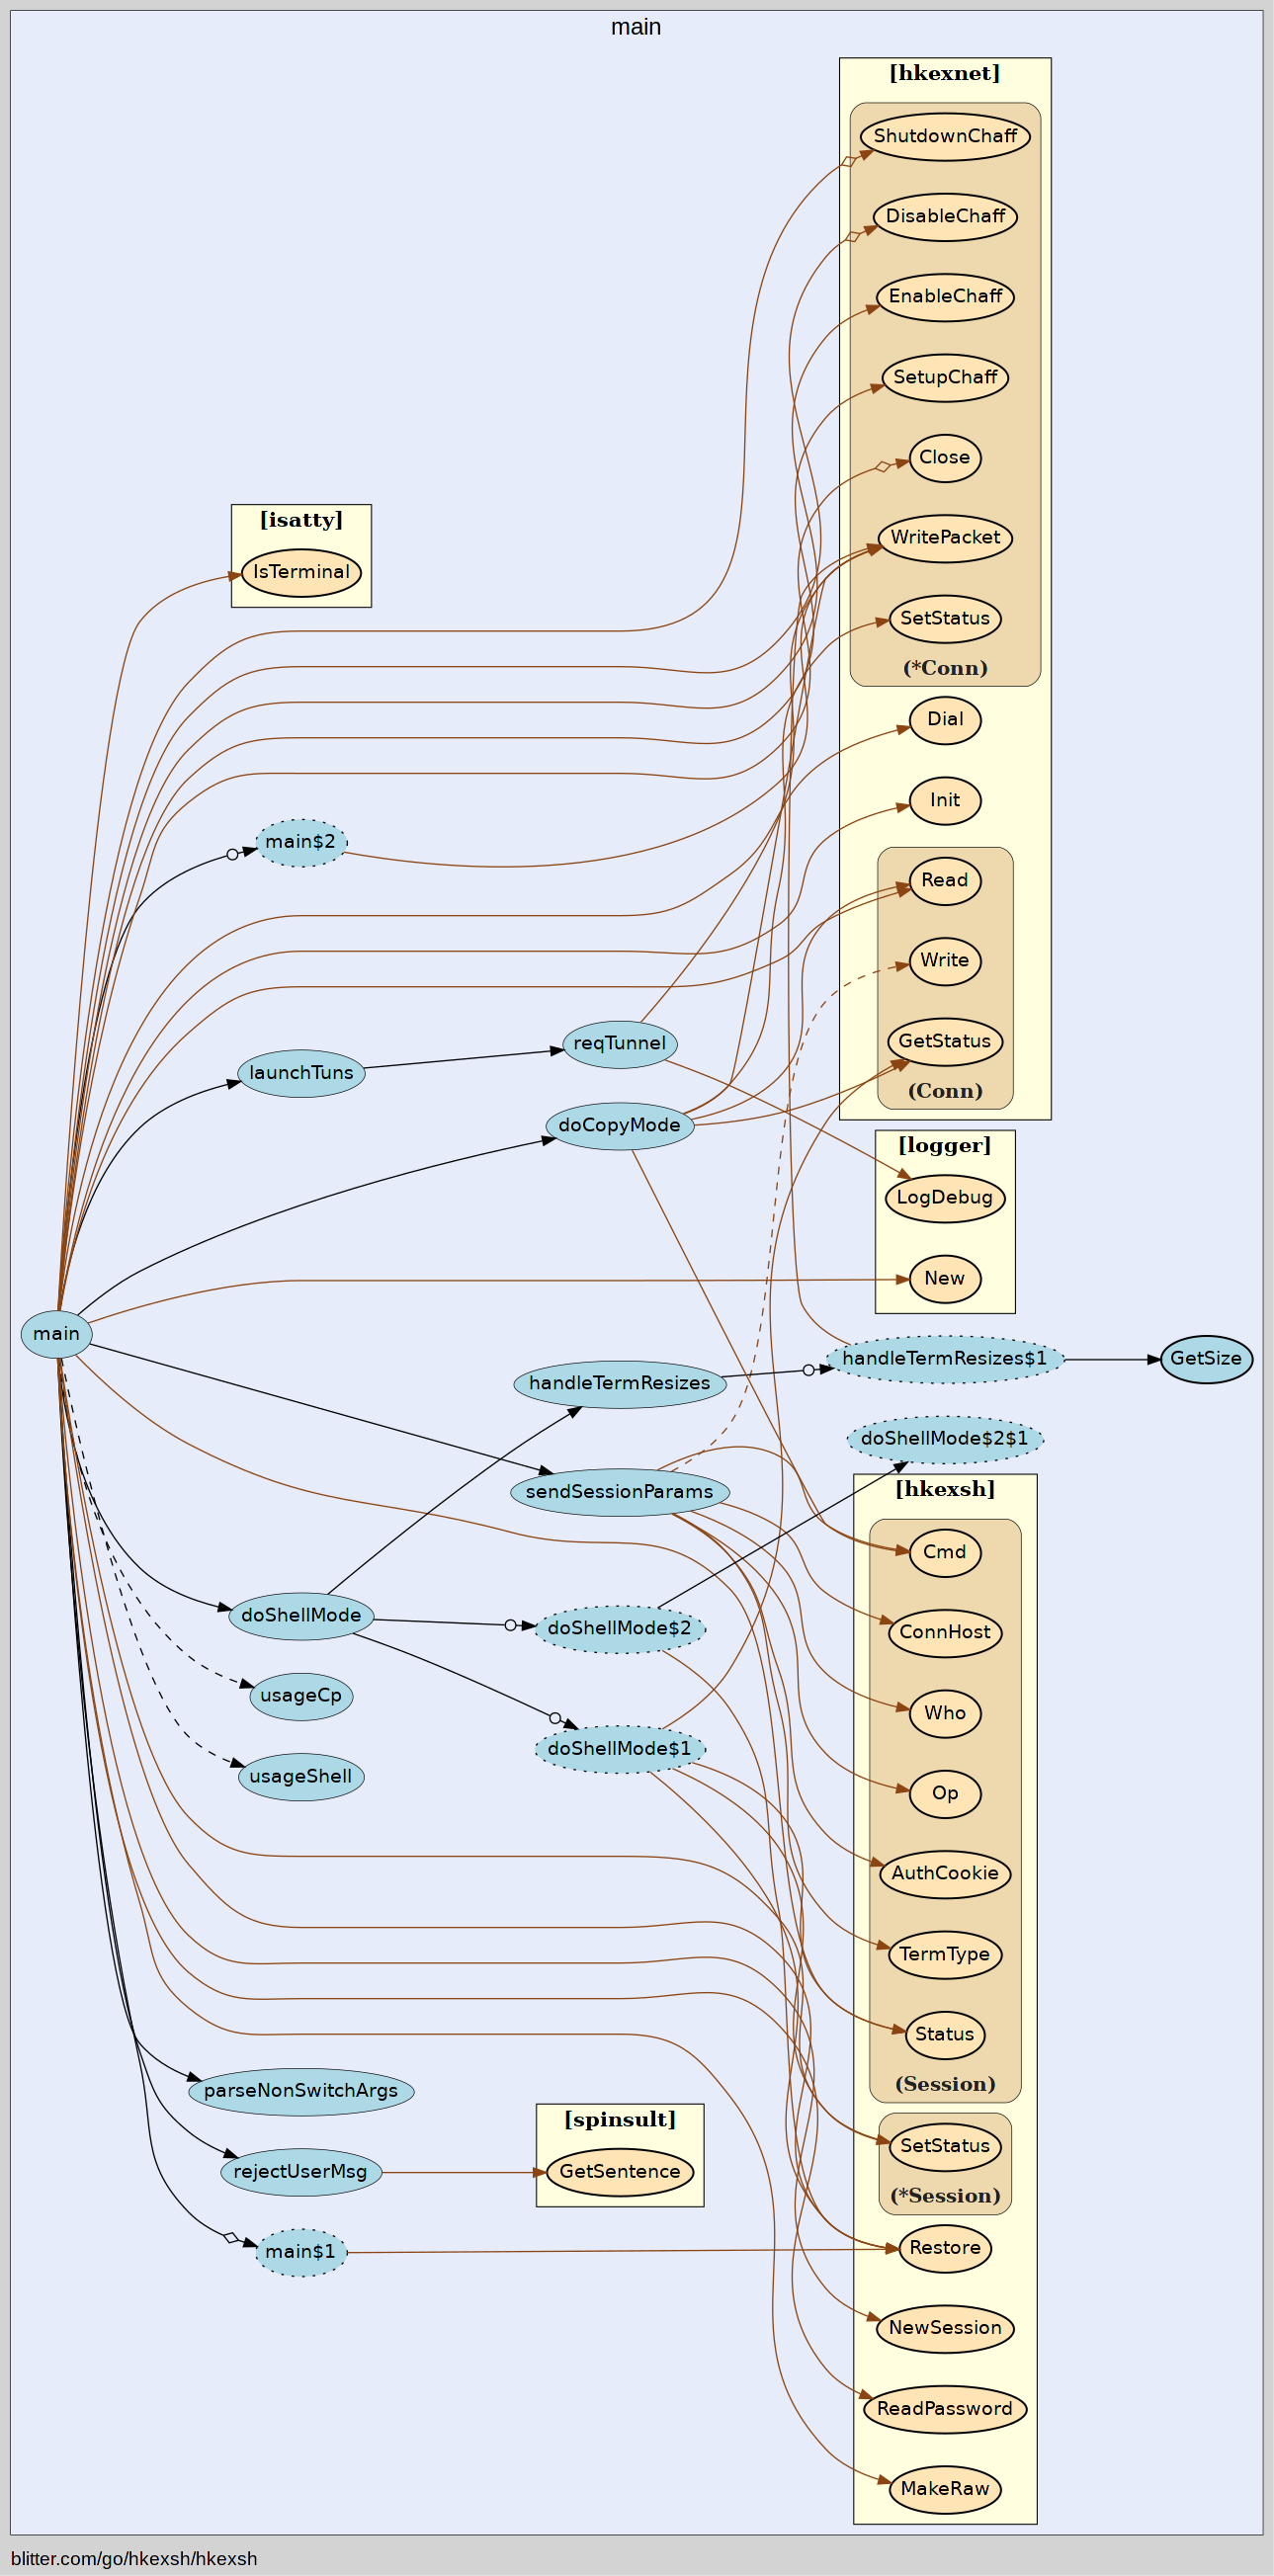 main
[hkexnet]
ShutdownChaff
DisableChaff
EnableChaff
SetupChaff
Close
WritePacket
SetStatus
(*Conn)
Dial
Init
Read
Write
GetStatus
(Conn)
[isatty]
IsTerminal
main$2
launchTuns
reqTunnel
doCopyMode
[logger]
LogDebug
New
main
handleTermResizes
handleTermResizes$1
GetSize
doShellMode$2$1
sendSessionParams
[hkexsh]
Cmd
ConnHost
Who
Op
AuthCookie
TermType
Status
(Session)
SetStatus
(*Session)
Restore
NewSession
ReadPassword
MakeRaw
doShellMode
doShellMode$2
usageCp
doShellMode$1
usageShell
parseNonSwitchArgs
rejectUserMsg
[spinsult]
GetSentence
main$1
blitter.com/go/hkexsh/hkexsh